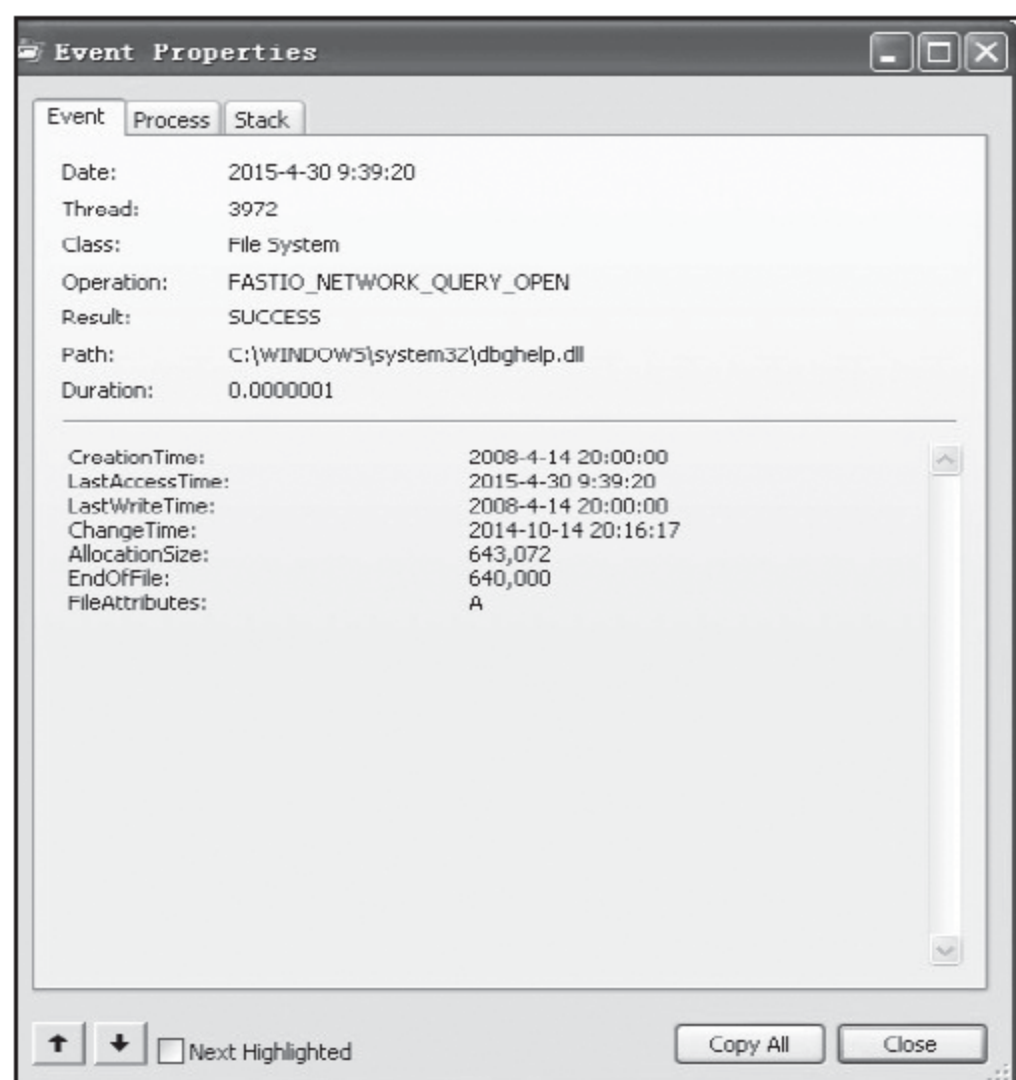 Event Properties
Event Process Stack
Date: 2015-4-30 9:39:20
Thread: 3972
Class: File System
Operation: FASTIO_NETWORK_QUERY_OPEN
Result: SUCCESS
Path: C:\WINDOWS\system32\dbghelp.dll
Duration: 0.0000001
CreationTime: 2008-4-14 20:00:00
LastAccessTime: 2015-4-30 9:39:20
LastWriteTime: 2008-4-14 20:00:00
ChangeTime: 2014-10-14 20:16:17
AllocationSize: 643,072
EndOfFile: 640,000
FileAttributes: A
Next Highlighted Copy All Close